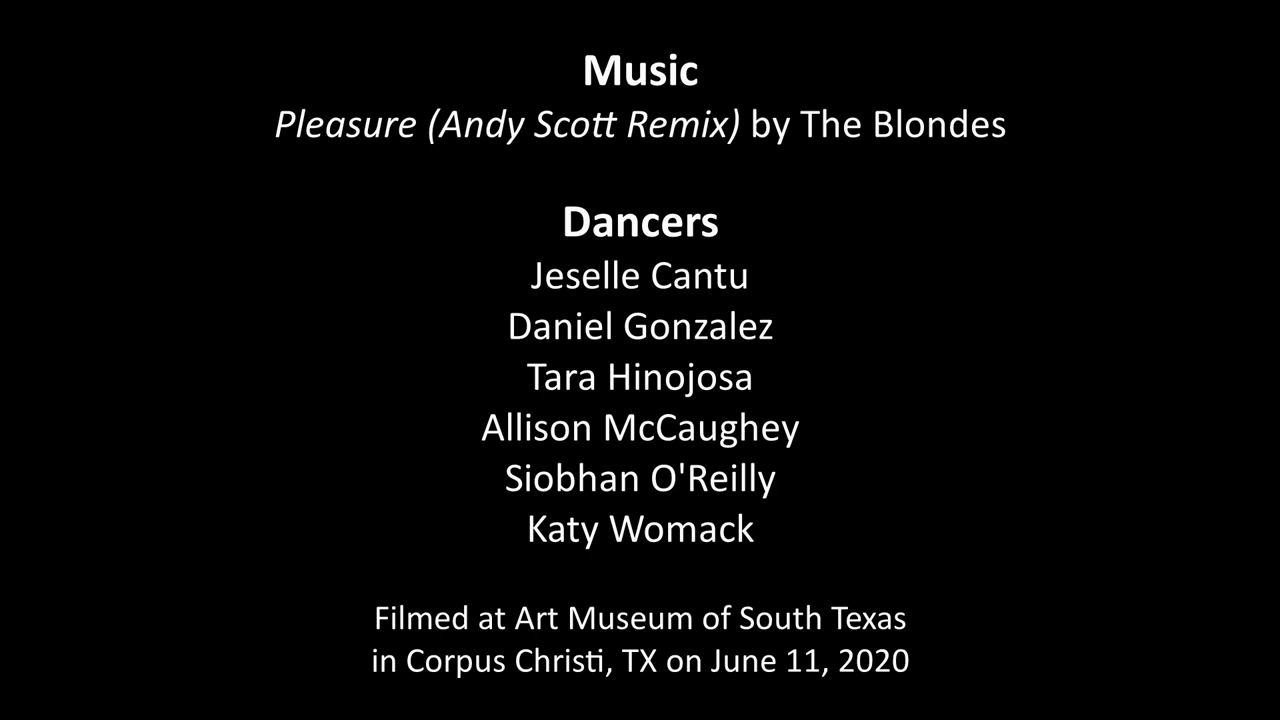 Music
Pleasure (Andy Scott Remix) by The Blondes
Dancers
Jeselle Cantu
Daniel Gonzalez
Tara Hinojosa
Allison McCaughey
Siobhan O'Reilly
Katy Womack
Filmed at Art Museum of South Texas
in Corpus Christi, TX on June 11, 2020